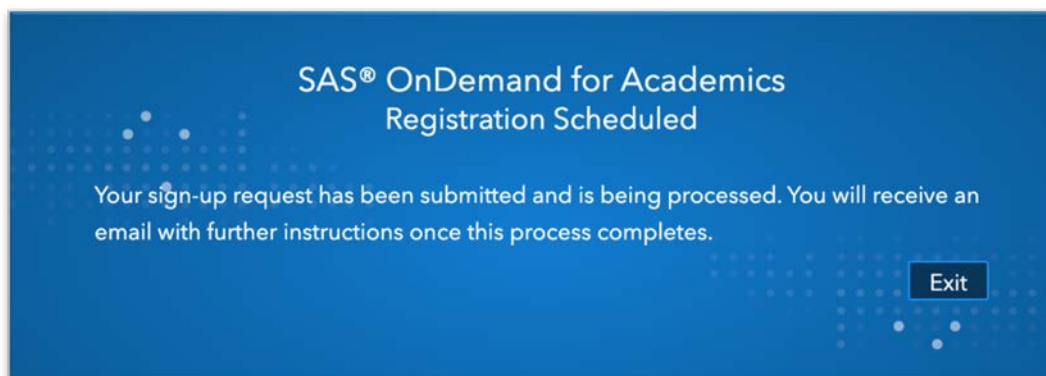 SAS® OnDemand for Academics
Registration Scheduled
Your sign-up request has been submitted and is being processed. You will receive an
email with further instructions once this process completes.
Exit